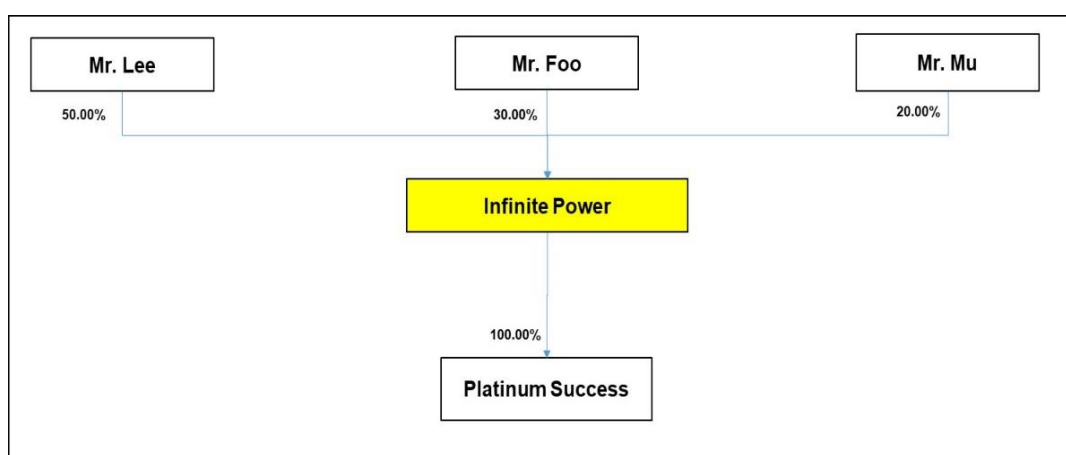 Mr. Lee
Mr. Foo
Mr. Mu
50.00%
30.00%
20.00%
Infinite Power
100.00%
Platinum Success